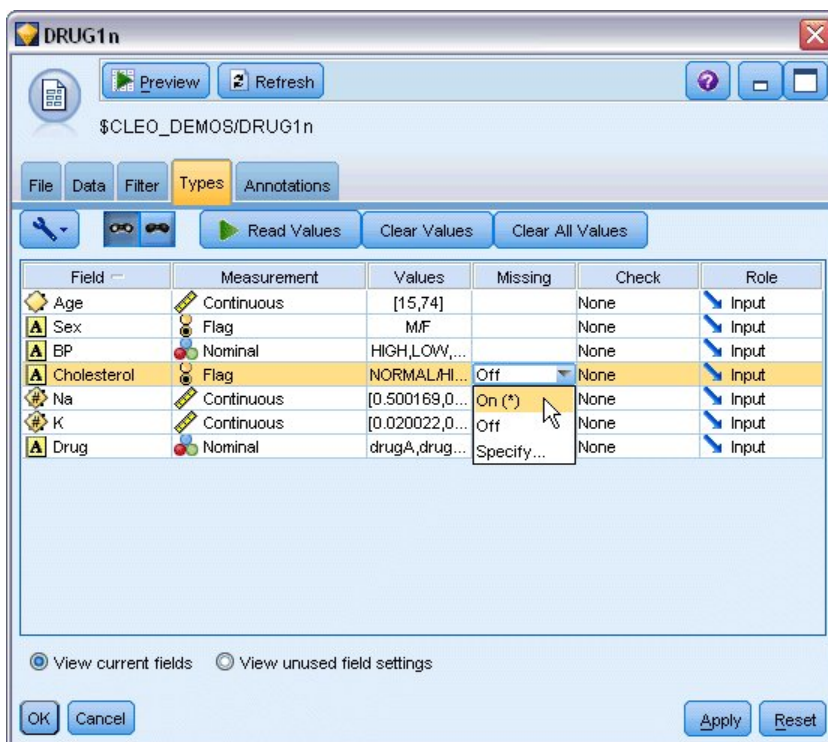 DRUG1n
Preview Refresh
$CLEO_DEMOS/DRUG1n
File Data Filter Types Annotations
Read Values Clear Values Clear All Values
Field Measurement Values Missing Check Role
Age Continuous [15,74] None Input
A Sex Flag M/F None Input
A BP Nominal HIGH,LOW,... None Input
A Cholesterol Flag NORMAL/HI... Off None Input
# Na Continuous [0.500169,0... On (*) None Input
# K Continuous [0.020022,0... Off None Input
A Drug Nominal drugA,drug... Specify... None Input
View current fields View unused field settings
OK Cancel Apply Reset